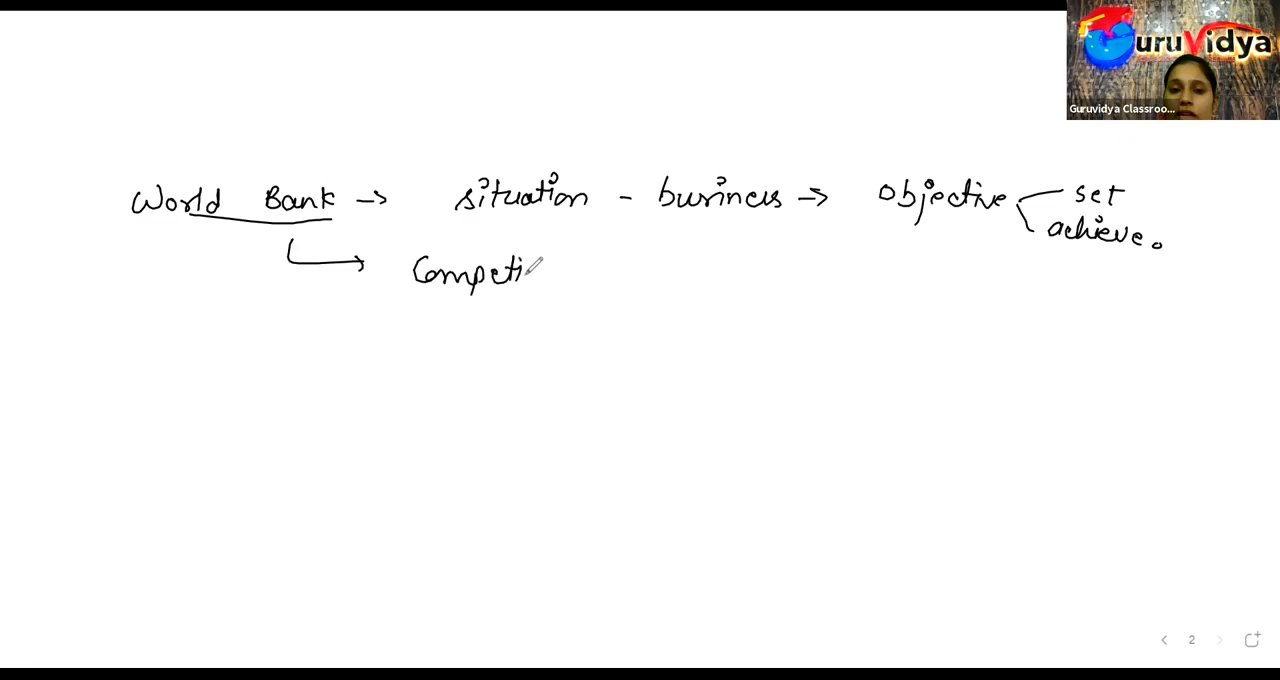 GuruVidya
Guruvidya Classroo...
World Bank → situation - business → objective set
achieve.
Competi
2